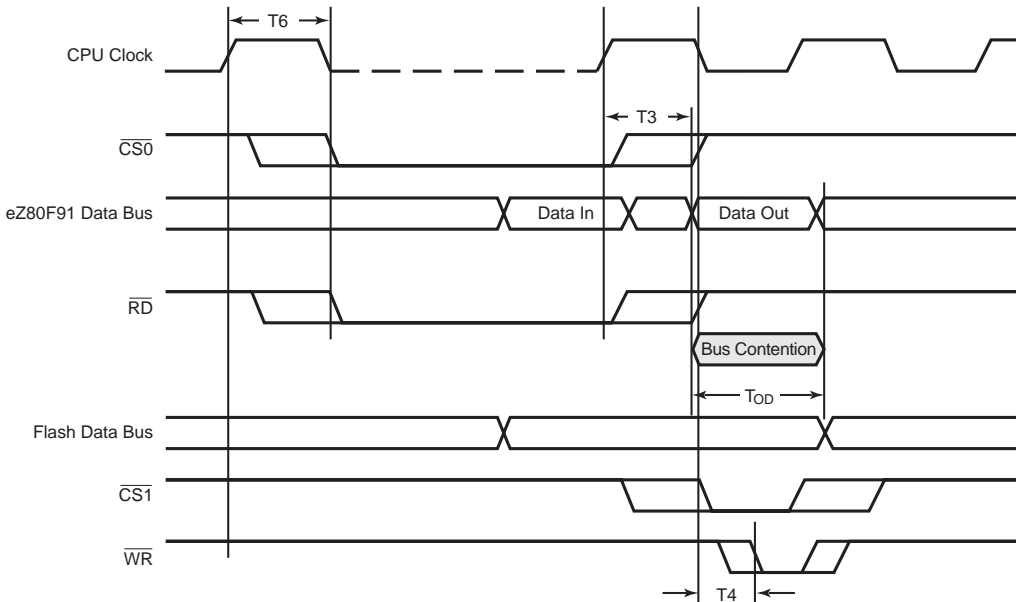 T6
CPU Clock
T3
CS0
eZ80F91 Data Bus
Data In
Data Out
RD
Bus Contention
TOD
Flash Data Bus
CS1
WR
T4